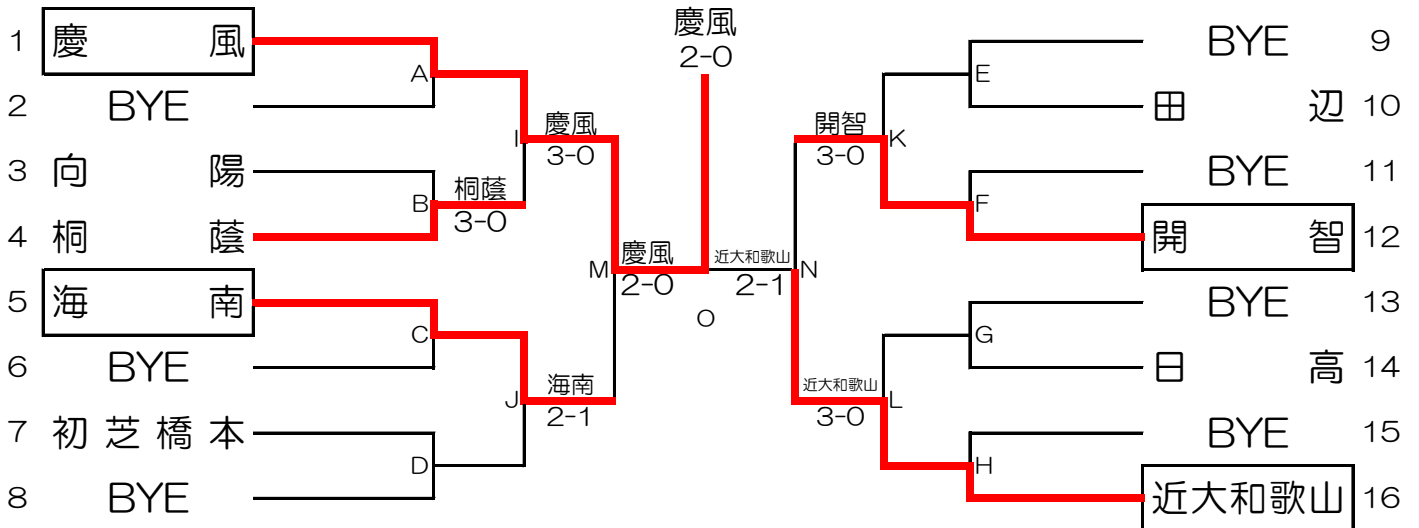 1 慶風
A
2 BYE
I 慶風
3-0
3 向陽
B 桐蔭
3-0
4 桐蔭
M 慶風
2-0
5 海南
C
6 BYE
J 海南
2-1
7 初芝橋本
D
8 BYE
慶風
2-0
O
BYE 9
E
田辺 10
開智 K
3-0
BYE 11
F
開智 12
近大和歌山 N
2-1
BYE 13
G
日高 14
近大和歌山 L
3-0
BYE 15
H
近大和歌山 16